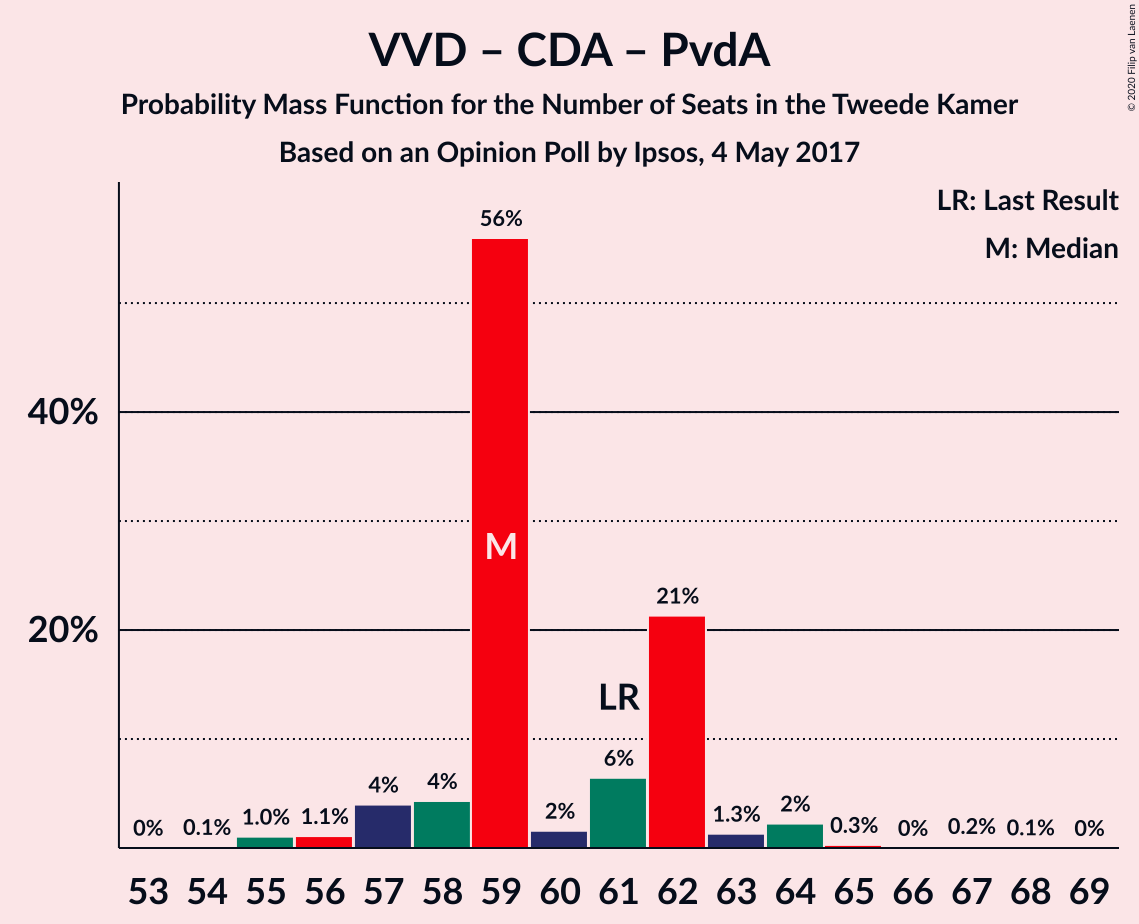 VVD – CDA – PvdA
Probability Mass Function for the Number of Seats in the Tweede Kamer
Based on an Opinion Poll by Ipsos, 4 May 2017
© 2020 Filip van Laenen
LR: Last Result
M: Median
40%
20%
0% 0.1% 1.0% 1.1% 4% 4% 56% 2% 6% 21% 1.3% 2% 0.3% 0% 0.2% 0.1% 0%
M
LR
53 54 55 56 57 58 59 60 61 62 63 64 65 66 67 68 69